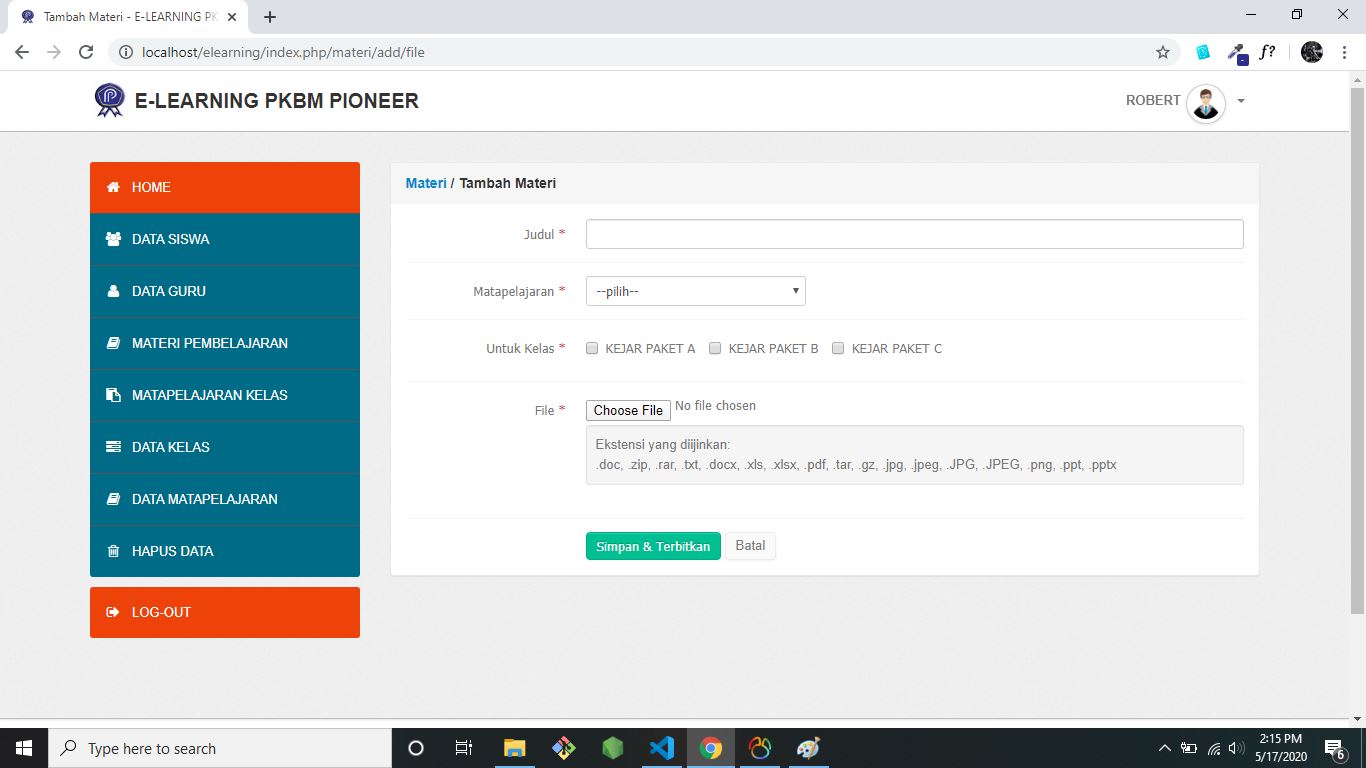 Tambah Materi - E-LEARNING PK
localhost/elearning/index.php/materi/add/file
f?
E-LEARNING PKBM PIONEER
ROBERT
HOME
DATA SISWA
DATA GURU
MATERI PEMBELAJARAN
MATAPELAJARAN KELAS
DATA KELAS
DATA MATAPELAJARAN
HAPUS DATA
LOG-OUT
Materi / Tambah Materi
Judul *
Matapelajaran * --pilih--
Untuk Kelas * KEJAR PAKET A KEJAR PAKET B KEJAR PAKET C
File * Choose File No file chosen
Ekstensi yang diijinkan:
.doc, .zip, .rar, .txt, .docx, .xls, .xlsx, .pdf, .tar, .gz, .jpg, .jpeg, .JPG, .JPEG, .png, .ppt, .pptx
Simpan & Terbitkan Batal
Type here to search
2:15 PM
5/17/2020
6